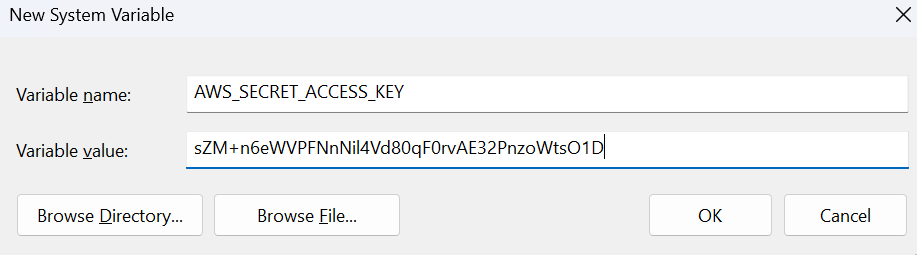 New System Variable
Variable name: AWS_SECRET_ACCESS_KEY
Variable value: sZM+n6eWVPFNnNil4Vd80qF0rvAE32PnzoWtsO1D
Browse Directory... Browse File... OK Cancel